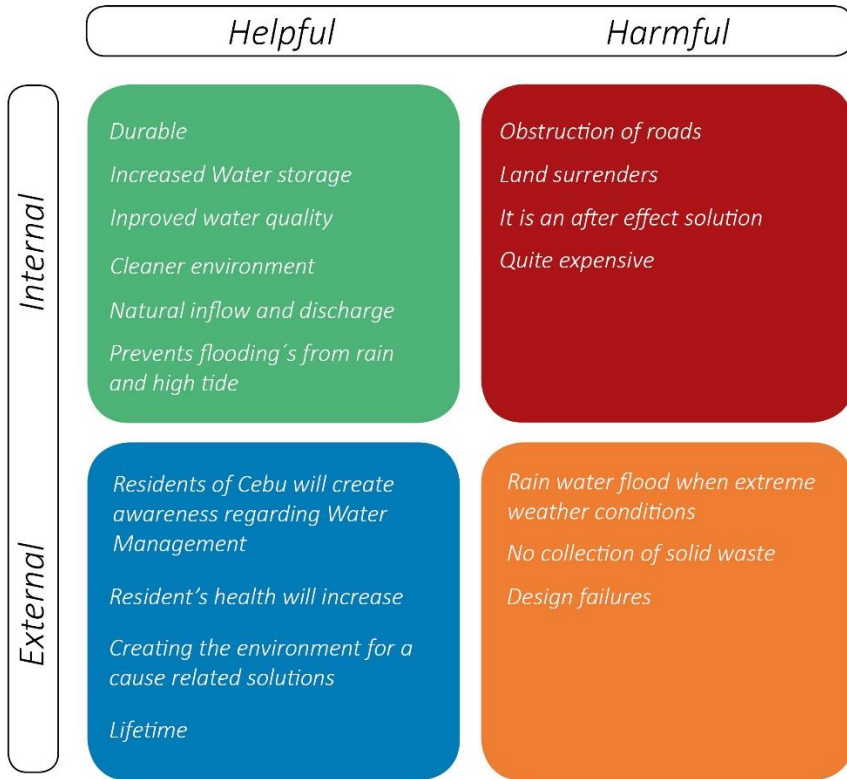 Helpful
Harmful
Internal
Durable
Increased Water storage
Inproved water quality
Cleaner environment
Natural inflow and discharge
Prevents flooding´s from rain
and high tide
Obstruction of roads
Land surrenders
It is an after effect solution
Quite expensive
External
Residents of Cebu will create
awareness regarding Water
Management
Resident’s health will increase
Creating the environment for a
cause related solutions
Lifetime
Rain water flood when extreme
weather conditions
No collection of solid waste
Design failures